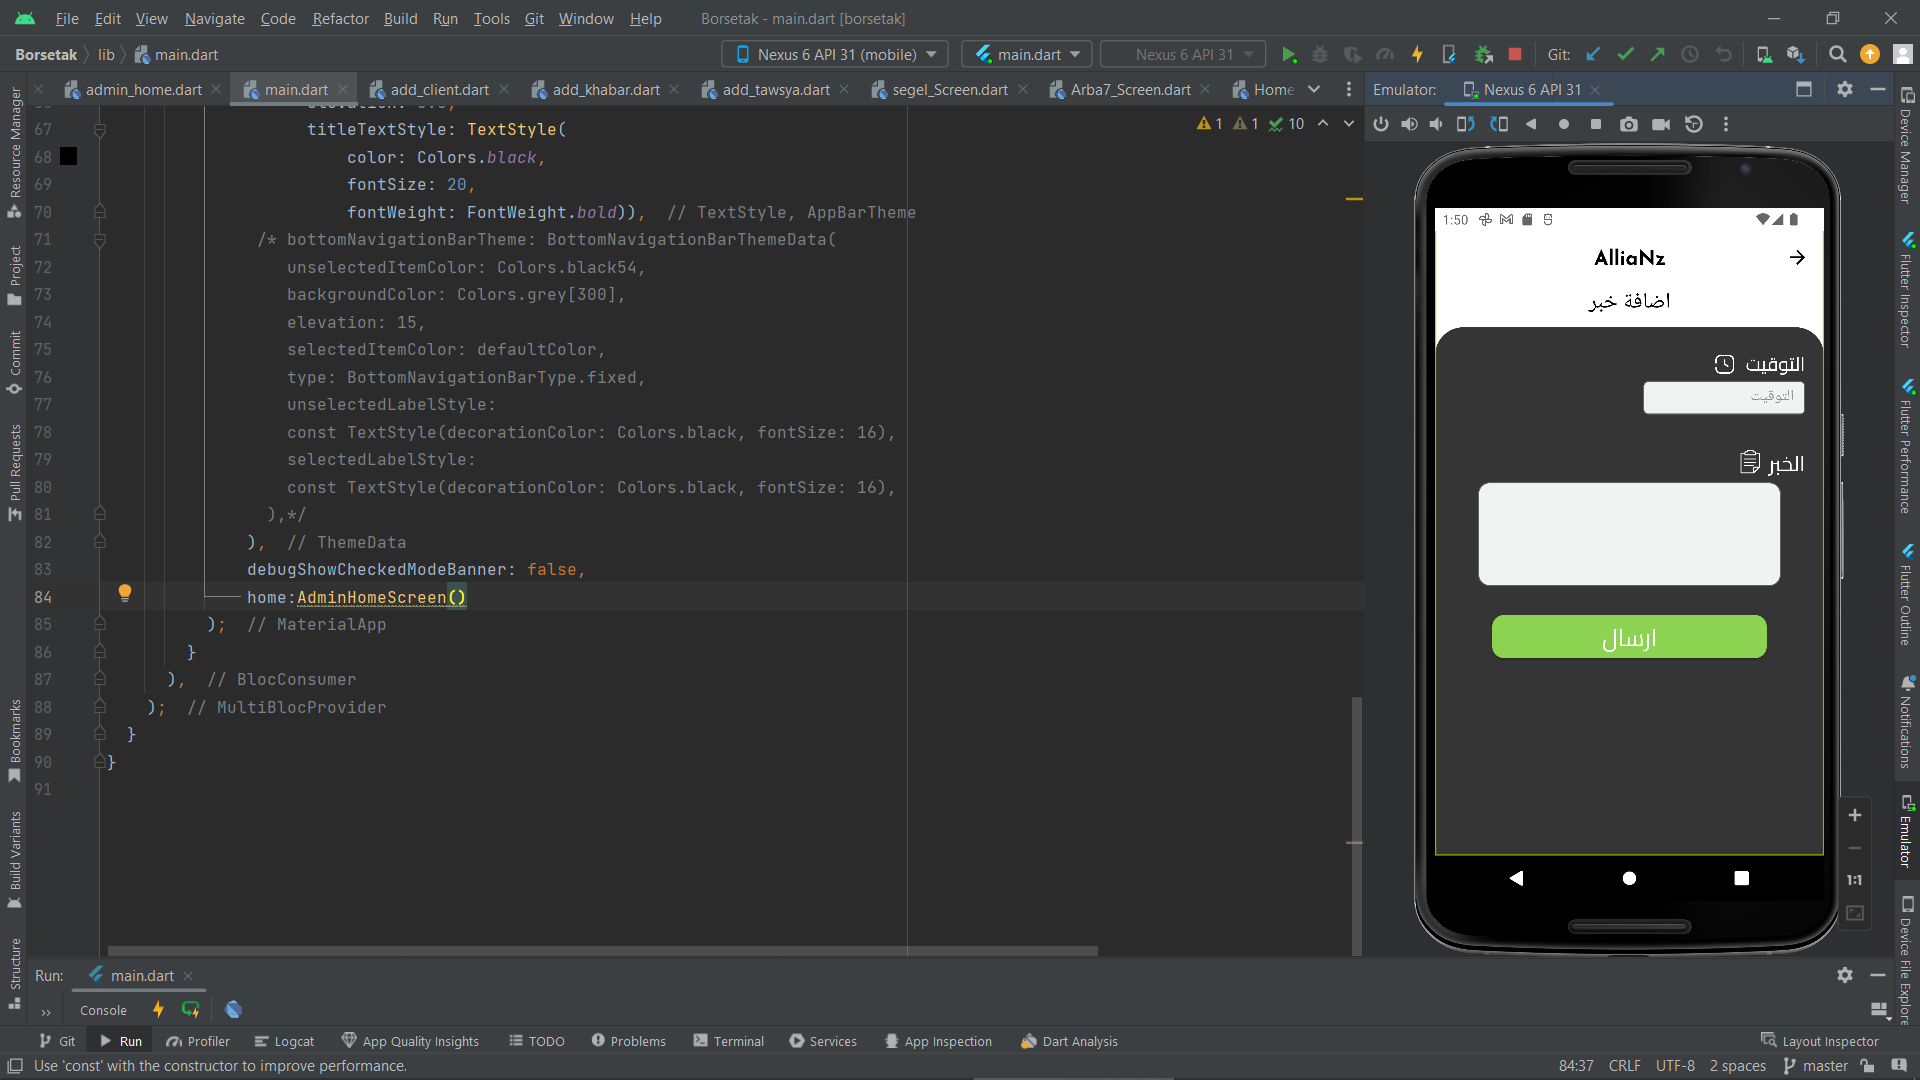 File Edit View Navigate Code Refactor Build Run Tools Git Window Help Borsetak - main.dart [borsetak]
Borsetak lib main.dart Nexus 6 API 31 (mobile) main.dart Nexus 6 API 31 Git:
admin_home.dart main.dart add_client.dart add_khabar.dart add_tawsya.dart segel_Screen.dart Arba7_Screen.dart Home Emulator: Nexus 6 API 31
1 1 10
67 titleTextStyle: TextStyle(
68 color: Colors.black,
69 fontSize: 20,
70 fontWeight: FontWeight.bold)), // TextStyle, AppBarTheme
71 /* bottomNavigationBarTheme: BottomNavigationBarThemeData(
72 unselectedItemColor: Colors.black54,
73 backgroundColor: Colors.grey[300],
74 elevation: 15,
75 selectedItemColor: defaultColor,
76 type: BottomNavigationBarType.fixed,
77 unselectedLabelStyle:
78 const TextStyle(decorationColor: Colors.black, fontSize: 16),
79 selectedLabelStyle:
80 const TextStyle(decorationColor: Colors.black, fontSize: 16),
81 ),*/
82 ), // ThemeData
83 debugShowCheckedModeBanner: false,
84 home:AdminHomeScreen()
85 ); // MaterialApp
86 }
87 ), // BlocConsumer
88 ); // MultiBlocProvider
89 }
90 }
91
1:50
AlliaNz
اضافة خبر
التوقيت
التوقيت
الخبر
ارسال
1:1
Resource Manager
Project
Commit
Pull Requests
Bookmarks
Build Variants
Structure
Device Manager
Flutter Inspector
Flutter Performance
Flutter Outline
Notifications
Emulator
Device File Explore
Run: main.dart
Console
Git Run Profiler Logcat App Quality Insights TODO Problems Terminal Services App Inspection Dart Analysis Layout Inspector
Use 'const' with the constructor to improve performance. 84:37 CRLF UTF-8 2 spaces master